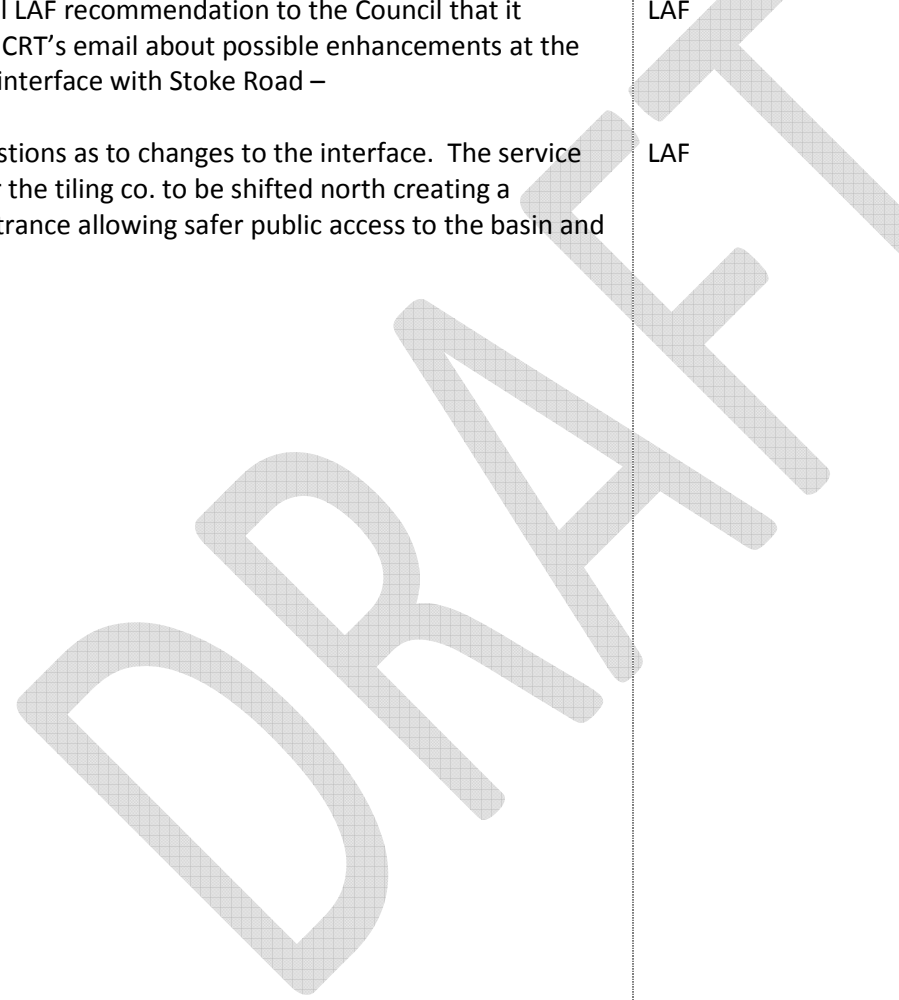 l LAF recommendation to the Council that it LAF
CRT’s email about possible enhancements at the
interface with Stoke Road –
stions as to changes to the interface. The service LAF
r the tiling co. to be shifted north creating a
trance allowing safer public access to the basin and
DRAFT